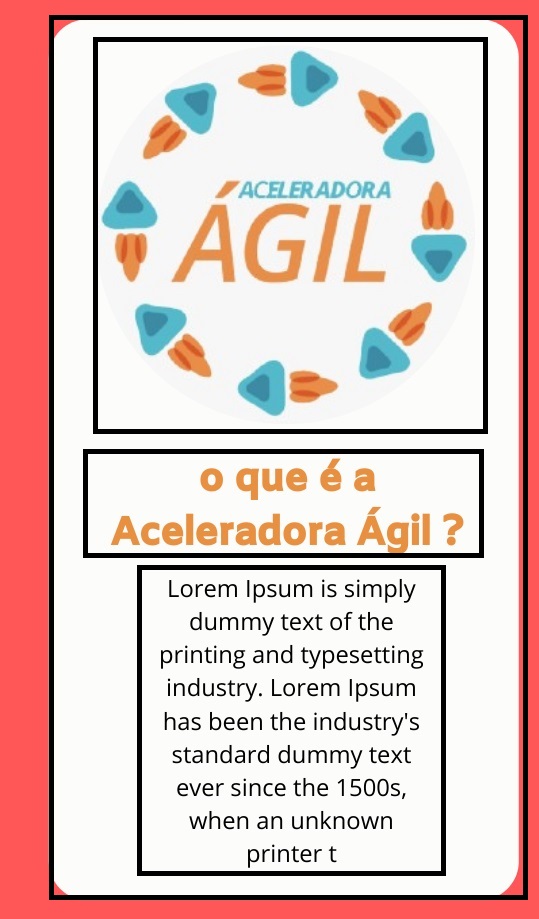 ACELERADORA
ÁGIL
o que é a
Aceleradora Ágil ?
Lorem Ipsum is simply
dummy text of the
printing and typesetting
industry. Lorem Ipsum
has been the industry's
standard dummy text
ever since the 1500s,
when an unknown
printer t